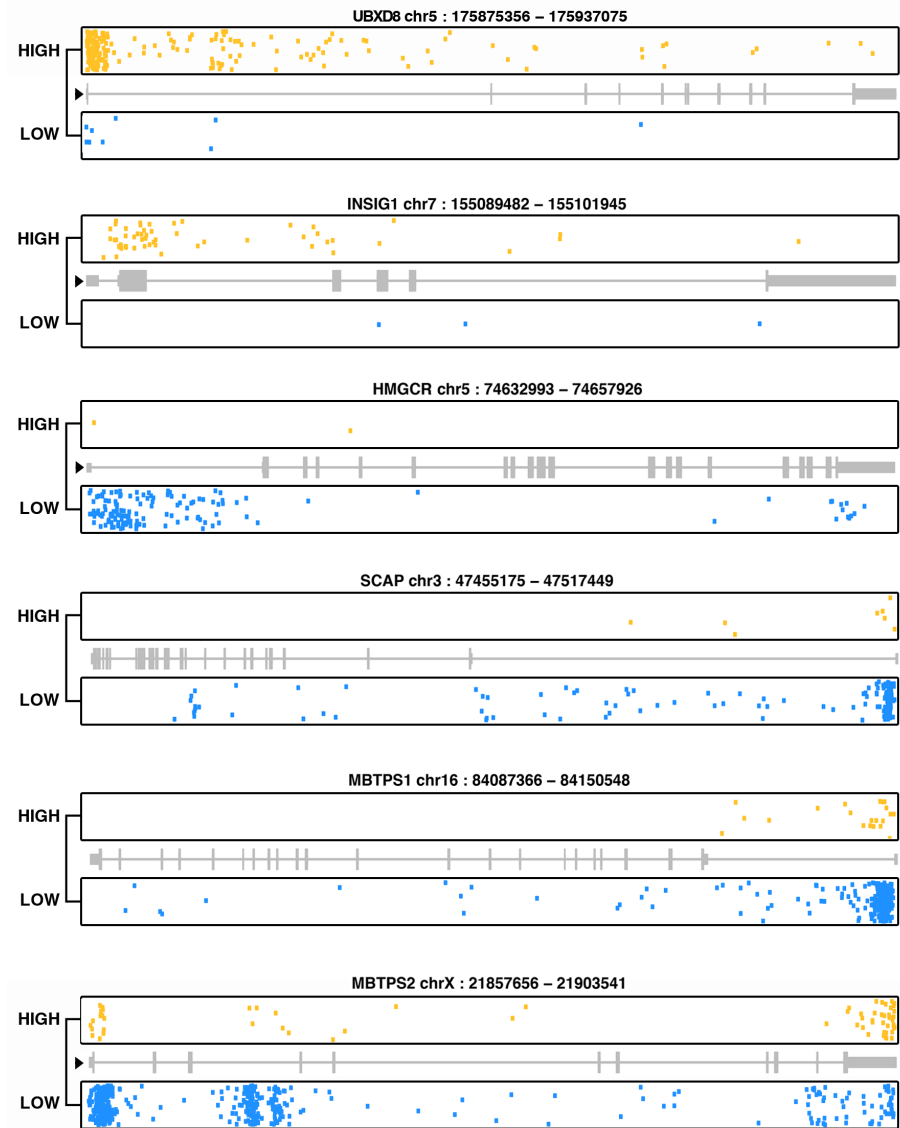 UBXD8 chr5 : 175875356 – 175937075
HIGH
LOW
INSIG1 chr7 : 155089482 – 155101945
HIGH
LOW
HMGCR chr5 : 74632993 – 74657926
HIGH
LOW
SCAP chr3 : 47455175 – 47517449
HIGH
LOW
MBTPS1 chr16 : 84087366 – 84150548
HIGH
LOW
MBTPS2 chrX : 21857656 – 21903541
HIGH
LOW